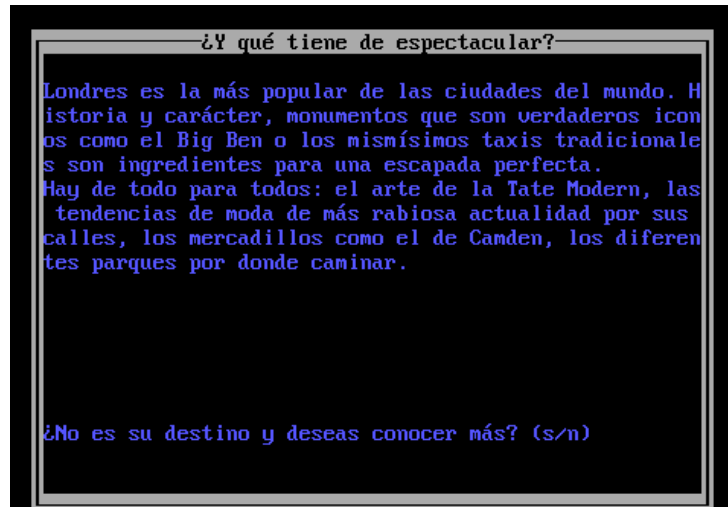 ¿Y qué tiene de espectacular?
Londres es la más popular de las ciudades del mundo. H
istoria y carácter, monumentos que son verdaderos icon
os como el Big Ben o los mismísimos taxis tradicionale
s son ingredientes para una escapada perfecta.
Hay de todo para todos: el arte de la Tate Modern, las
 tendencias de moda de más rabiosa actualidad por sus
calles, los mercadillos como el de Camden, los diferen
tes parques por donde caminar.
¿No es su destino y deseas conocer más? (s/n)